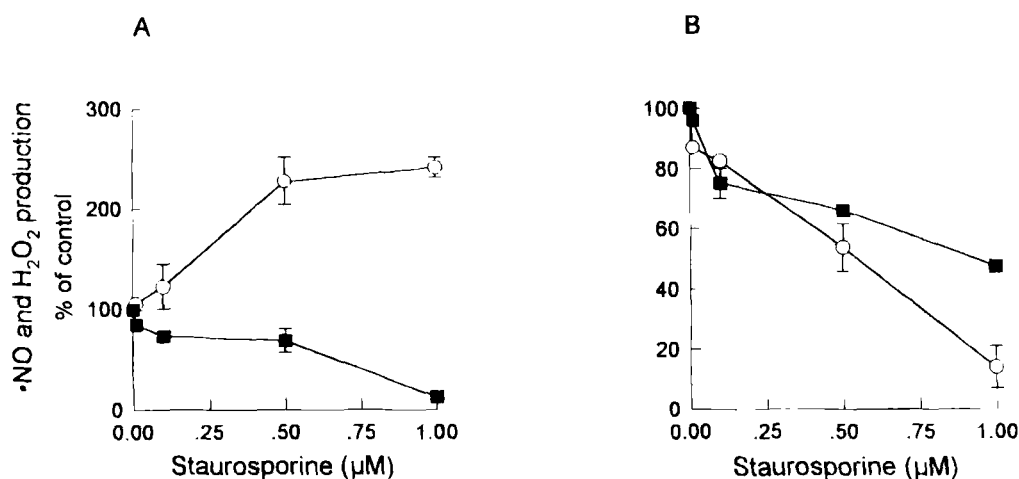 A
•NO and H₂O₂ production
% of control
300
200
100
0
0.00 .25 .50 .75 1.00
Staurosporine (µM)
B
100
80
60
40
20
0
0.00 .25 .50 .75 1.00
Staurosporine (µM)